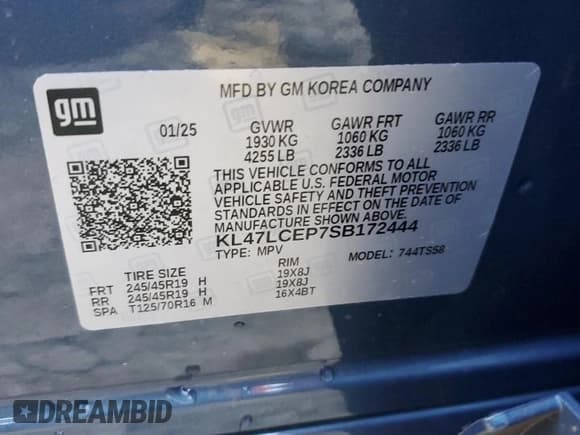 gm
MFD BY GM KOREA COMPANY
01/25 GVWR GAWR FRT GAWR RR
1930 KG 1060 KG 1060 KG
4255 LB 2336 LB 2336 LB
THIS VEHICLE CONFORMS TO ALL
APPLICABLE U.S. FEDERAL MOTOR
VEHICLE SAFETY AND THEFT PREVENTION
STANDARDS IN EFFECT ON THE DATE OF
MANUFACTURE SHOWN ABOVE.
KL47LCEP7SB172444
TYPE: MPV MODEL: 744TS58
TIRE SIZE RIM
FRT 245/45R19 H 19X8J
RR 245/45R19 H 19X8J
SPA T125/70R16 M 16X4BT
DREAMBID